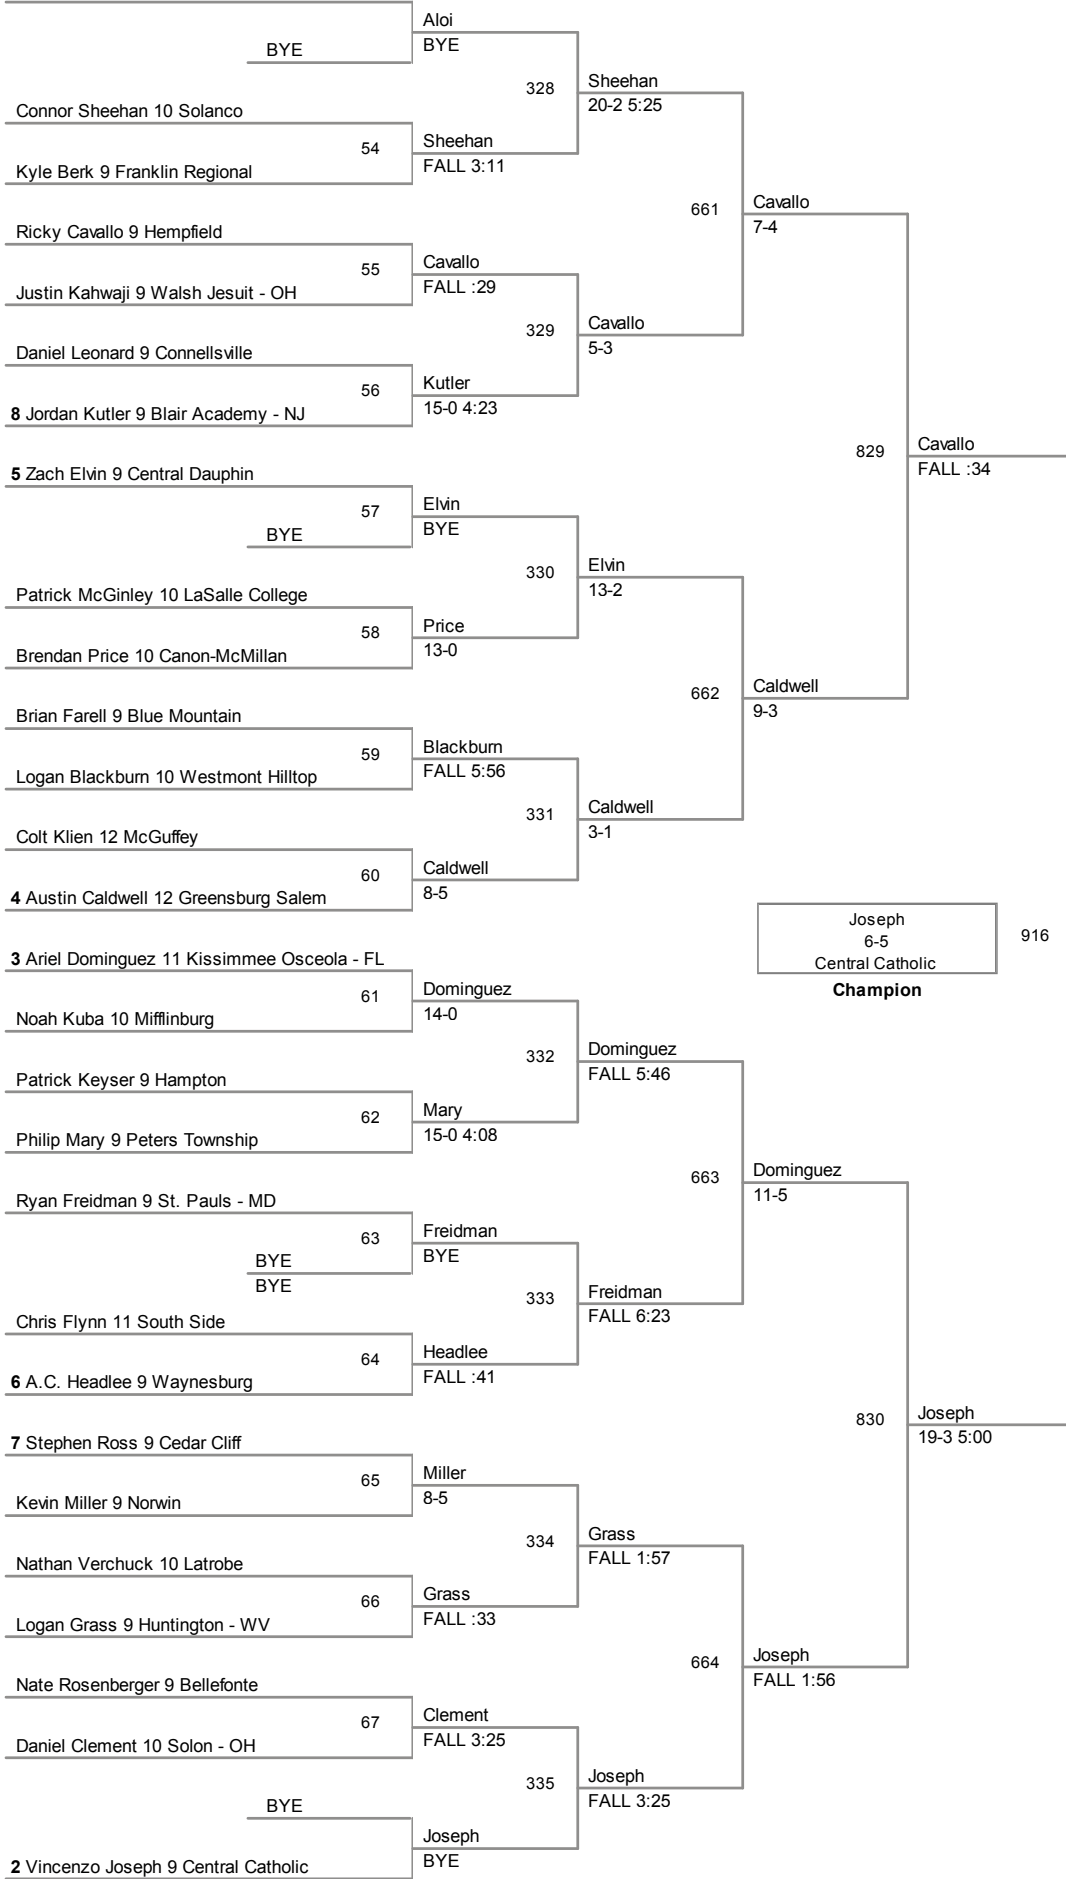 Aloi
BYE
BYE
328
Sheehan
20-2 5:25
Connor Sheehan 10 Solanco
54
Sheehan
FALL 3:11
Kyle Berk 9 Franklin Regional
661
Cavallo
7-4
Ricky Cavallo 9 Hempfield
55
Cavallo
FALL :29
Justin Kahwaji 9 Walsh Jesuit - OH
329
Cavallo
5-3
Daniel Leonard 9 Connellsville
56
Kutler
15-0 4:23
8 Jordan Kutler 9 Blair Academy - NJ
829
Cavallo
FALL :34
5 Zach Elvin 9 Central Dauphin
57
Elvin
BYE
BYE
330
Elvin
13-2
Patrick McGinley 10 LaSalle College
58
Price
13-0
Brendan Price 10 Canon-McMillan
662
Caldwell
9-3
Brian Farell 9 Blue Mountain
59
Blackburn
FALL 5:56
Logan Blackburn 10 Westmont Hilltop
331
Caldwell
3-1
Colt Klien 12 McGuffey
60
Caldwell
8-5
4 Austin Caldwell 12 Greensburg Salem
Joseph
6-5
Central Catholic
916
Champion
3 Ariel Dominguez 11 Kissimmee Osceola - FL
61
Dominguez
14-0
Noah Kuba 10 Mifflinburg
332
Dominguez
FALL 5:46
Patrick Keyser 9 Hampton
62
Mary
15-0 4:08
Philip Mary 9 Peters Township
663
Dominguez
11-5
Ryan Freidman 9 St. Pauls - MD
63
Freidman
BYE
BYE
BYE
333
Freidman
FALL 6:23
Chris Flynn 11 South Side
64
Headlee
FALL :41
6 A.C. Headlee 9 Waynesburg
830
Joseph
19-3 5:00
7 Stephen Ross 9 Cedar Cliff
65
Miller
8-5
Kevin Miller 9 Norwin
334
Grass
FALL 1:57
Nathan Verchuck 10 Latrobe
66
Grass
FALL :33
Logan Grass 9 Huntington - WV
664
Joseph
FALL 1:56
Nate Rosenberger 9 Bellefonte
67
Clement
FALL 3:25
Daniel Clement 10 Solon - OH
335
Joseph
FALL 3:25
BYE
Joseph
BYE
2 Vincenzo Joseph 9 Central Catholic